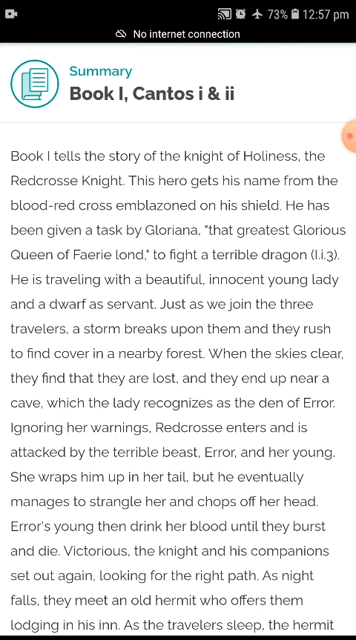 73% 12:57 pm
No internet connection
Summary
Book I, Cantos i & ii
Book I tells the story of the knight of Holiness, the
Redcrosse Knight. This hero gets his name from the
blood-red cross emblazoned on his shield. He has
been given a task by Gloriana, "that greatest Glorious
Queen of Faerie lond," to fight a terrible dragon (I.i.3).
He is traveling with a beautiful, innocent young lady
and a dwarf as servant. Just as we join the three
travelers, a storm breaks upon them and they rush
to find cover in a nearby forest. When the skies clear,
they find that they are lost, and they end up near a
cave, which the lady recognizes as the den of Error.
Ignoring her warnings, Redcrosse enters and is
attacked by the terrible beast, Error, and her young.
She wraps him up in her tail, but he eventually
manages to strangle her and chops off her head.
Error's young then drink her blood until they burst
and die. Victorious, the knight and his companions
set out again, looking for the right path. As night
falls, they meet an old hermit who offers them
lodging in his inn. As the travelers sleep, the hermit